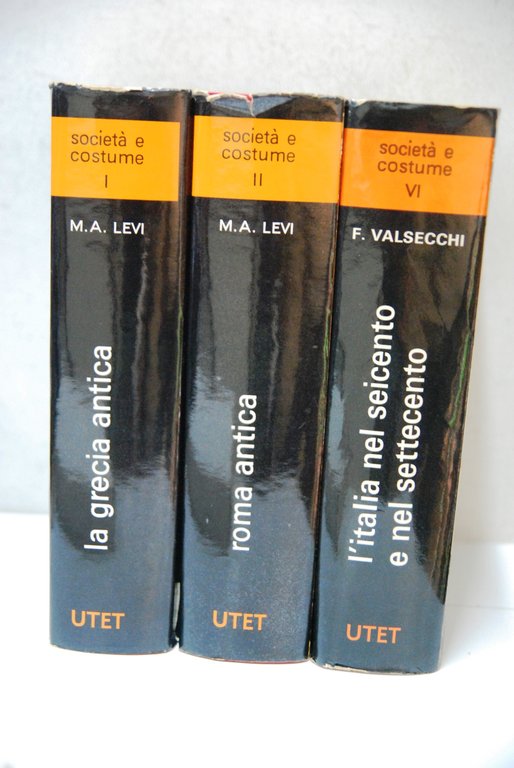 società e
costume
I
M.A. LEVI
la grecia antica
UTET
società e
costume
II
M.A. LEVI
roma antica
UTET
società e
costume
VI
F. VALSECCHI
l'italia nel seicento
e nel settecento
UTET